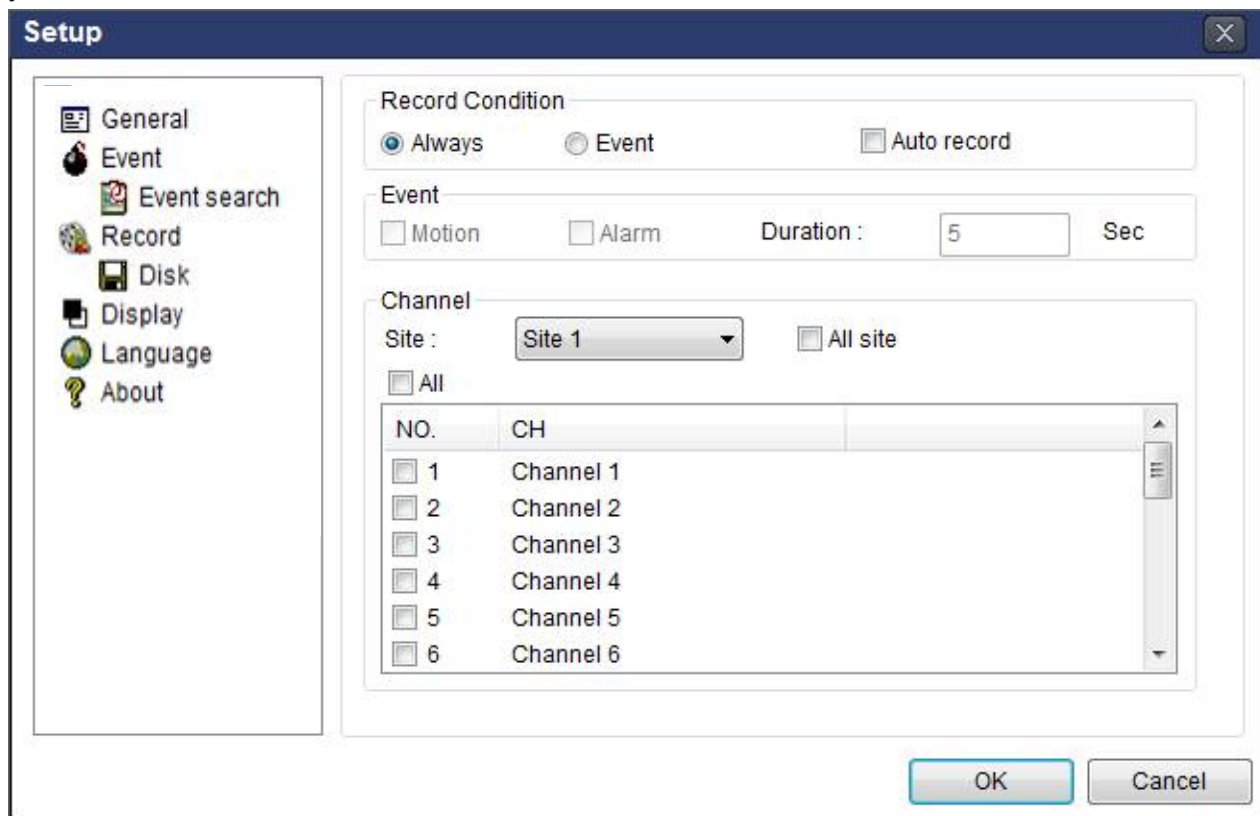 Setup
General
Event
Event search
Record
Disk
Display
Language
About
Record Condition
Always Event Auto record
Event
Motion Alarm Duration : 5 Sec
Channel
Site : Site 1 All site
All
NO. CH
1 Channel 1
2 Channel 2
3 Channel 3
4 Channel 4
5 Channel 5
6 Channel 6
OK Cancel